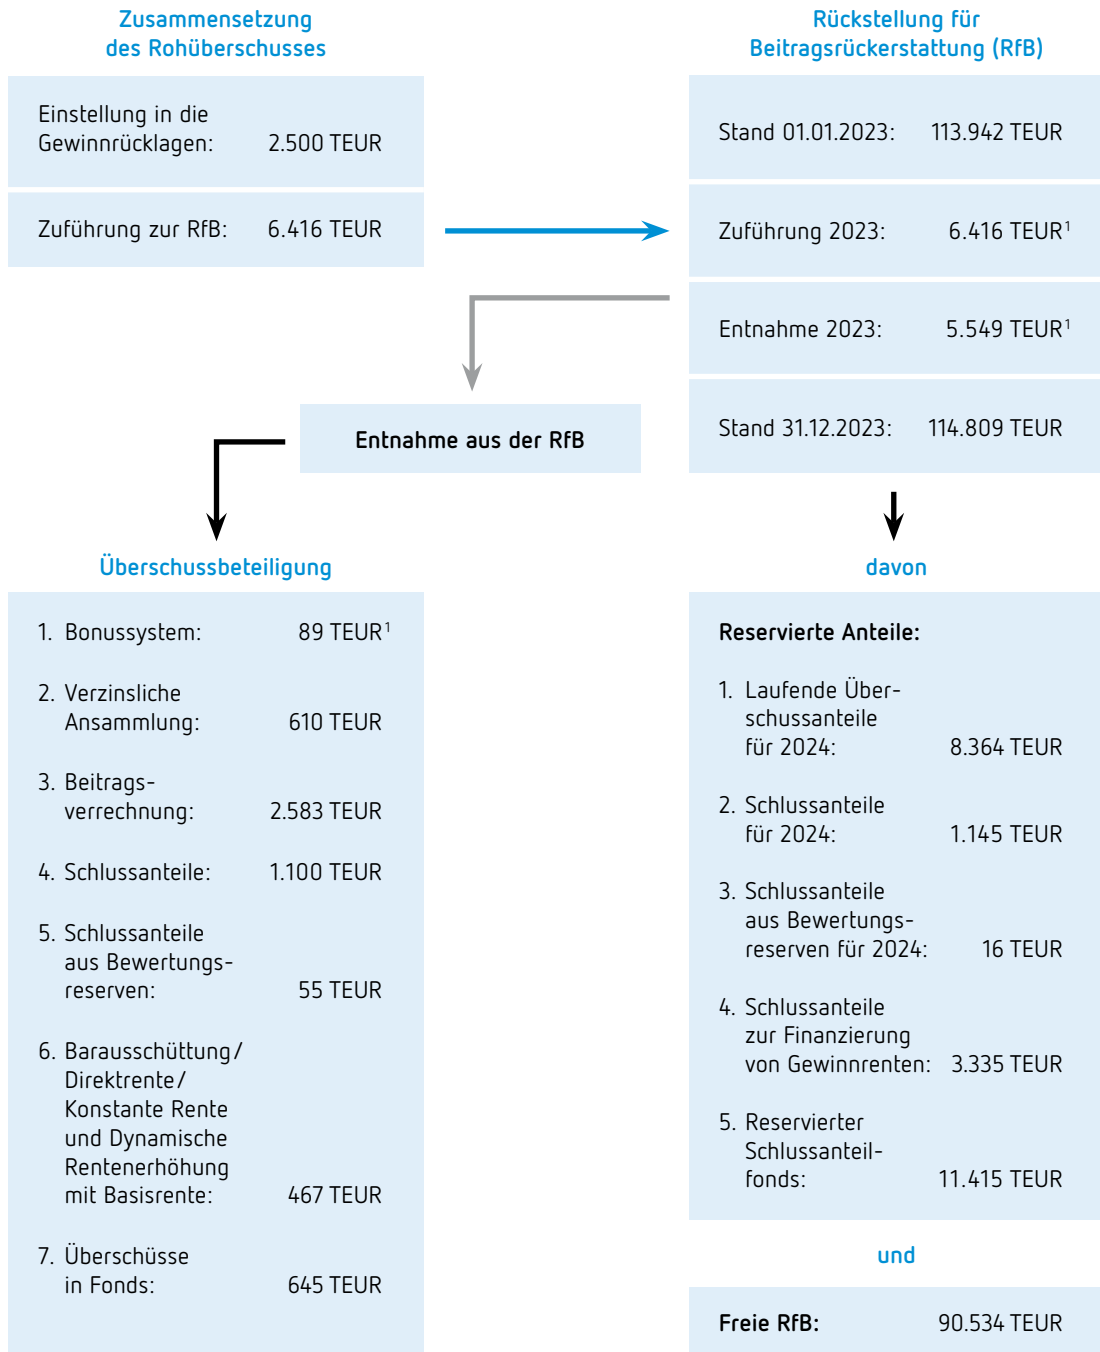 Zusammensetzung
des Rohüberschusses
Einstellung in die
Gewinnrücklagen: 2.500 TEUR
Zuführung zur RfB: 6.416 TEUR
Rückstellung für
Beitragsrückerstattung (RfB)
Stand 01.01.2023: 113.942 TEUR
Zuführung 2023: 6.416 TEUR¹
Entnahme 2023: 5.549 TEUR¹
Stand 31.12.2023: 114.809 TEUR
Entnahme aus der RfB
Überschussbeteiligung
1. Bonussystem: 89 TEUR¹
2. Verzinsliche
Ansammlung: 610 TEUR
3. Beitrags-
verrechnung: 2.583 TEUR
4. Schlussanteile: 1.100 TEUR
5. Schlussanteile
aus Bewertungs-
reserven: 55 TEUR
6. Barausschüttung/
Direktrente/
Konstante Rente
und Dynamische
Rentenerhöhung
mit Basisrente: 467 TEUR
7. Überschüsse
in Fonds: 645 TEUR
davon
Reservierte Anteile:
1. Laufende Über-
schussanteile
für 2024: 8.364 TEUR
2. Schlussanteile
für 2024: 1.145 TEUR
3. Schlussanteile
aus Bewertungs-
reserven für 2024: 16 TEUR
4. Schlussanteile
zur Finanzierung
von Gewinnrenten: 3.335 TEUR
5. Reservierter
Schlussanteil-
fonds: 11.415 TEUR
und
Freie RfB: 90.534 TEUR